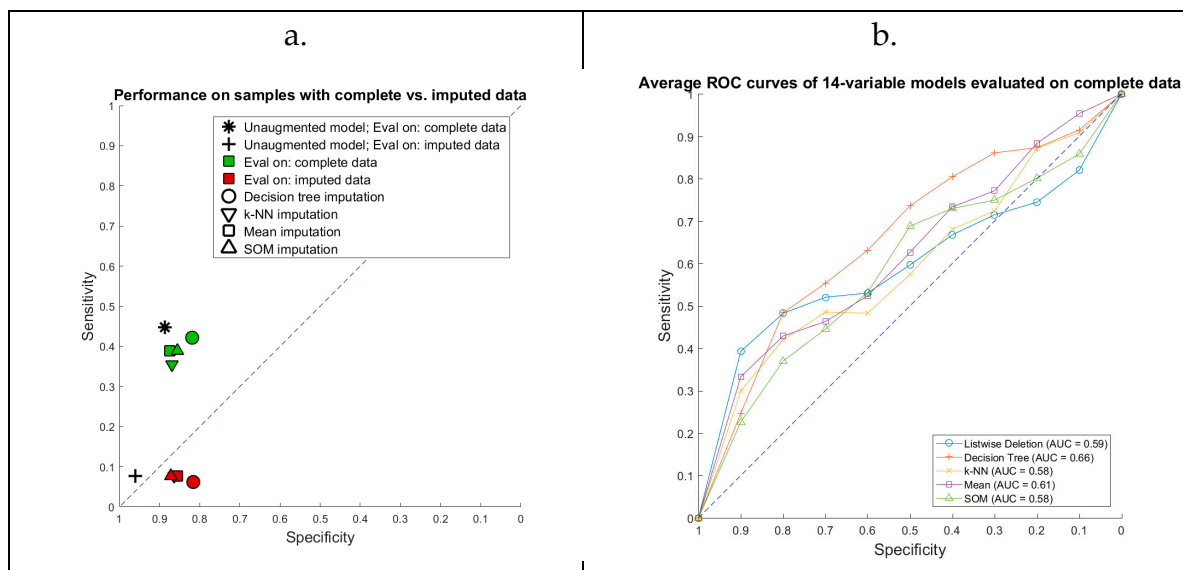 a.
Performance on samples with complete vs. imputed data
Unaugmented model; Eval on: complete data
Unaugmented model; Eval on: imputed data
Eval on: complete data
Eval on: imputed data
Decision tree imputation
k-NN imputation
Mean imputation
SOM imputation
Sensitivity
1
0.9
0.8
0.7
0.6
0.5
0.4
0.3
0.2
0.1
0
1 0.9 0.8 0.7 0.6 0.5 0.4 0.3 0.2 0.1 0
Specificity
b.
Average ROC curves of 14-variable models evaluated on complete data
Sensitivity
1
0.9
0.8
0.7
0.6
0.5
0.4
0.3
0.2
0.1
0
Listwise Deletion (AUC = 0.59)
Decision Tree (AUC = 0.66)
k-NN (AUC = 0.58)
Mean (AUC = 0.61)
SOM (AUC = 0.58)
1 0.9 0.8 0.7 0.6 0.5 0.4 0.3 0.2 0.1 0
Specificity